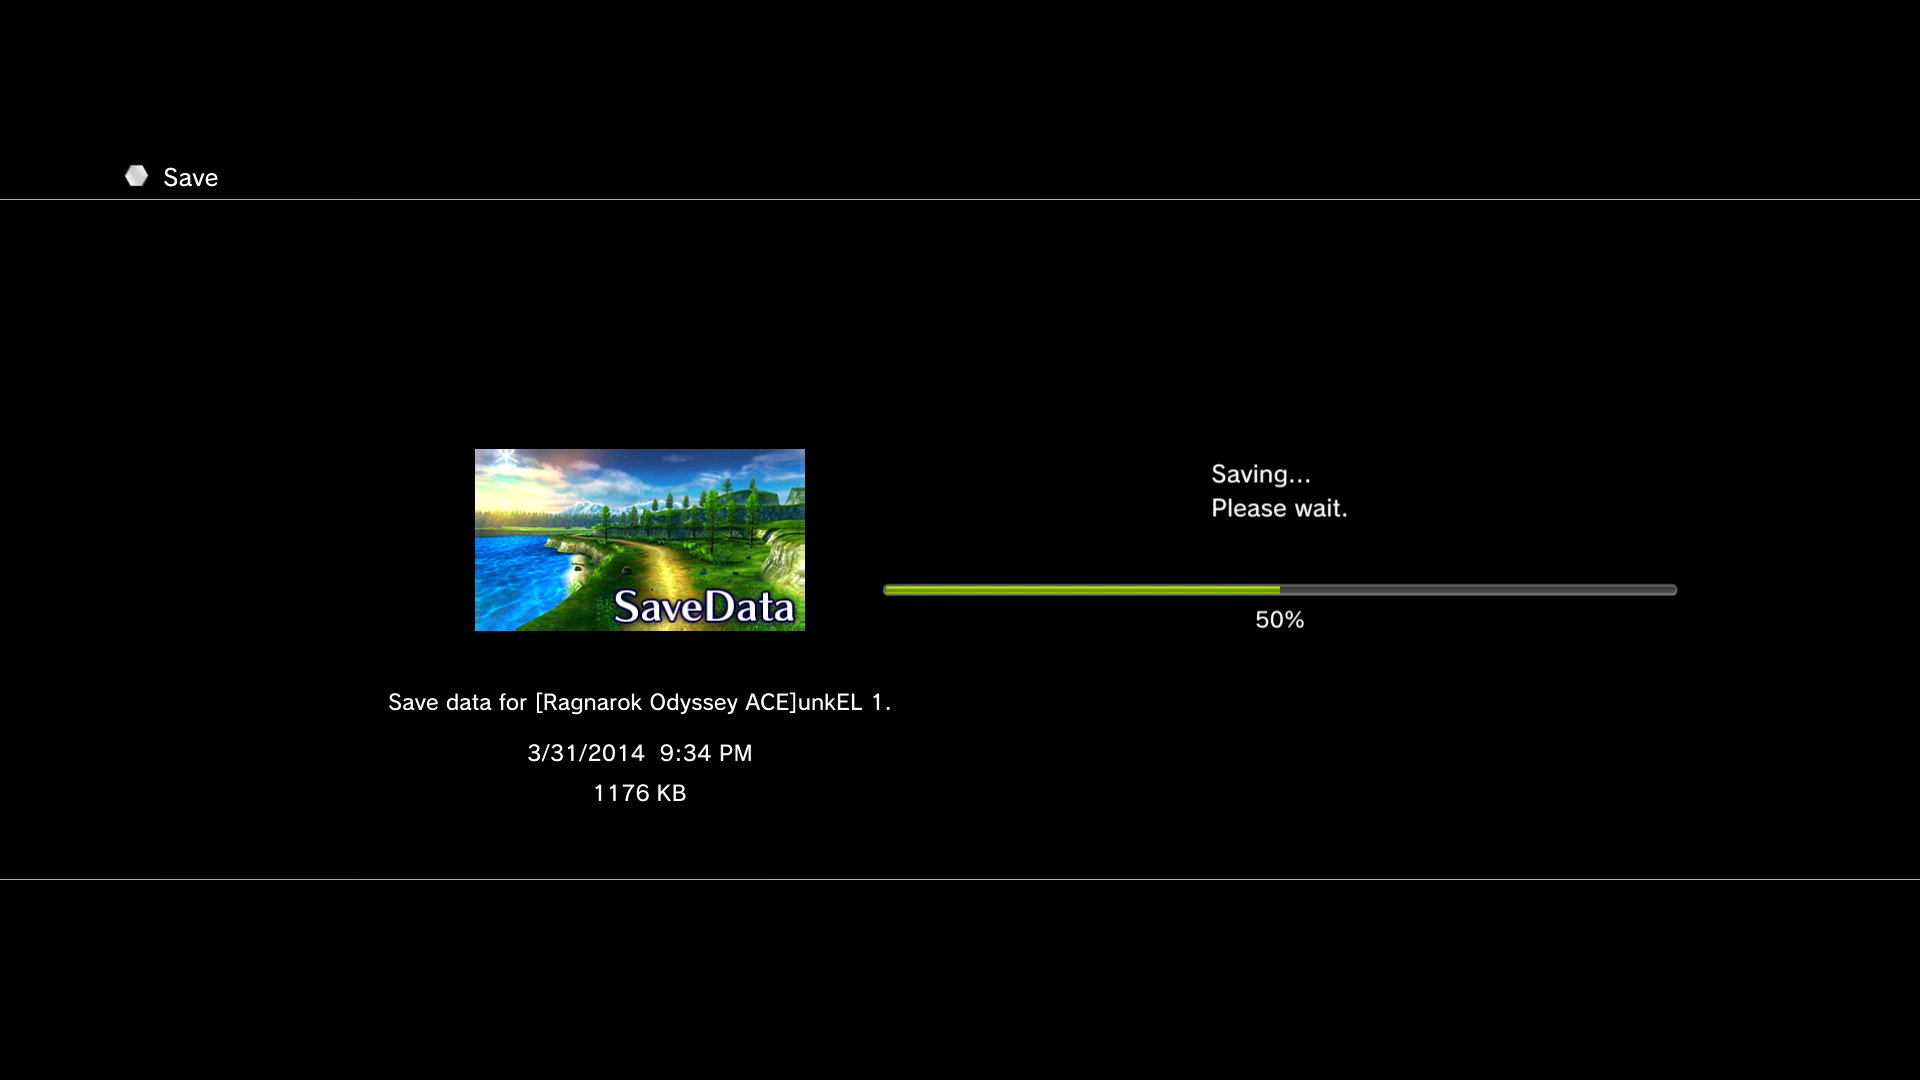 Save
SaveData
Saving...
Please wait.
50%
Save data for [Ragnarok Odyssey ACE]unkEL 1.
3/31/2014 9:34 PM
1176 KB